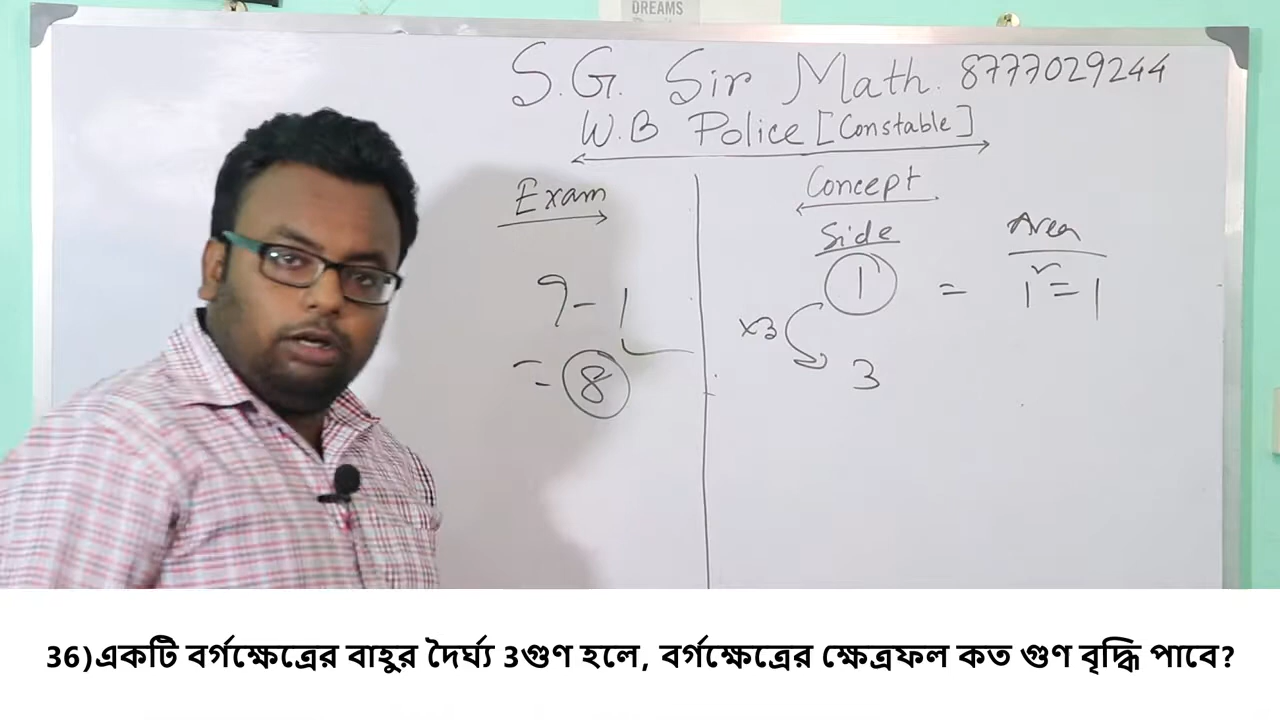 DREAMS
S.G. Sir Math. 8777029244
W.B Police [Constable]
Exam
9-1
= 8
Concept
Side Area
1 = 1² = 1
×3
3
36)একটি বর্গক্ষেত্রের বাহুর দৈর্ঘ্য 3গুণ হলে, বর্গক্ষেত্রের ক্ষেত্রফল কত গুণ বৃদ্ধি পাবে?